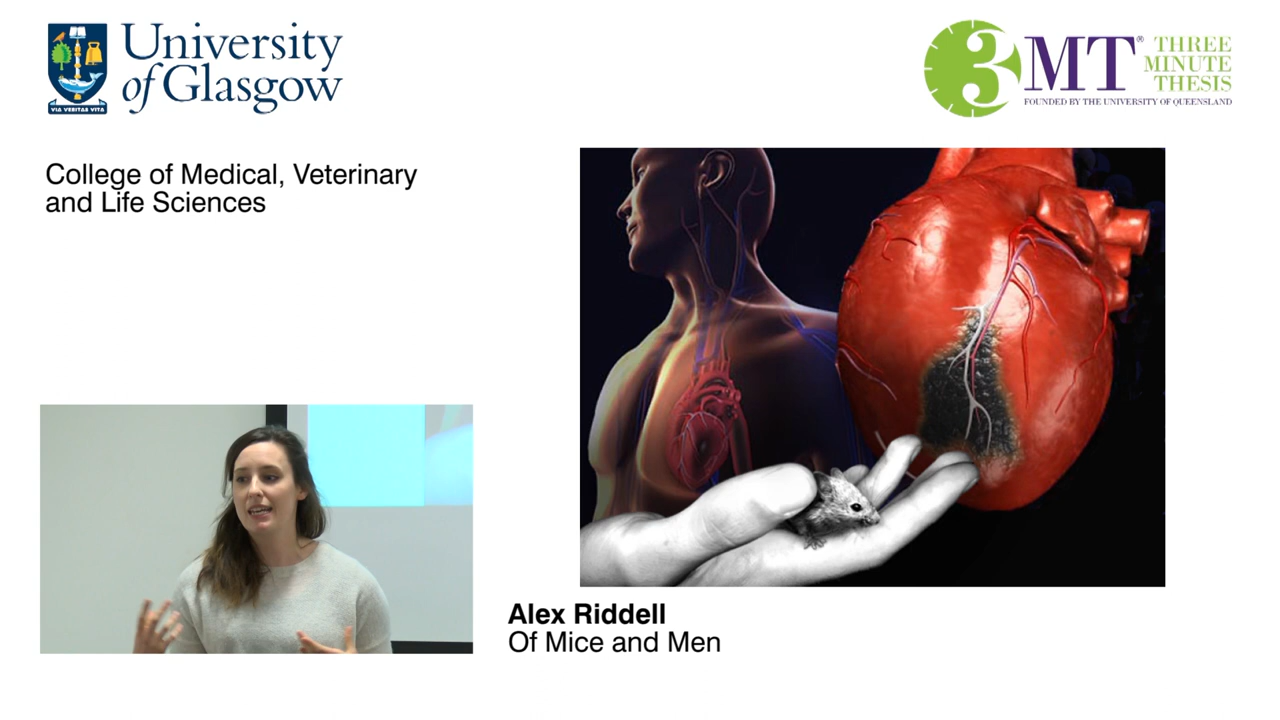 University
of Glasgow
VIA VERITAS VITA
3MT® THREE
MINUTE
THESIS
FOUNDED BY THE UNIVERSITY OF QUEENSLAND
College of Medical, Veterinary
and Life Sciences
Alex Riddell
Of Mice and Men